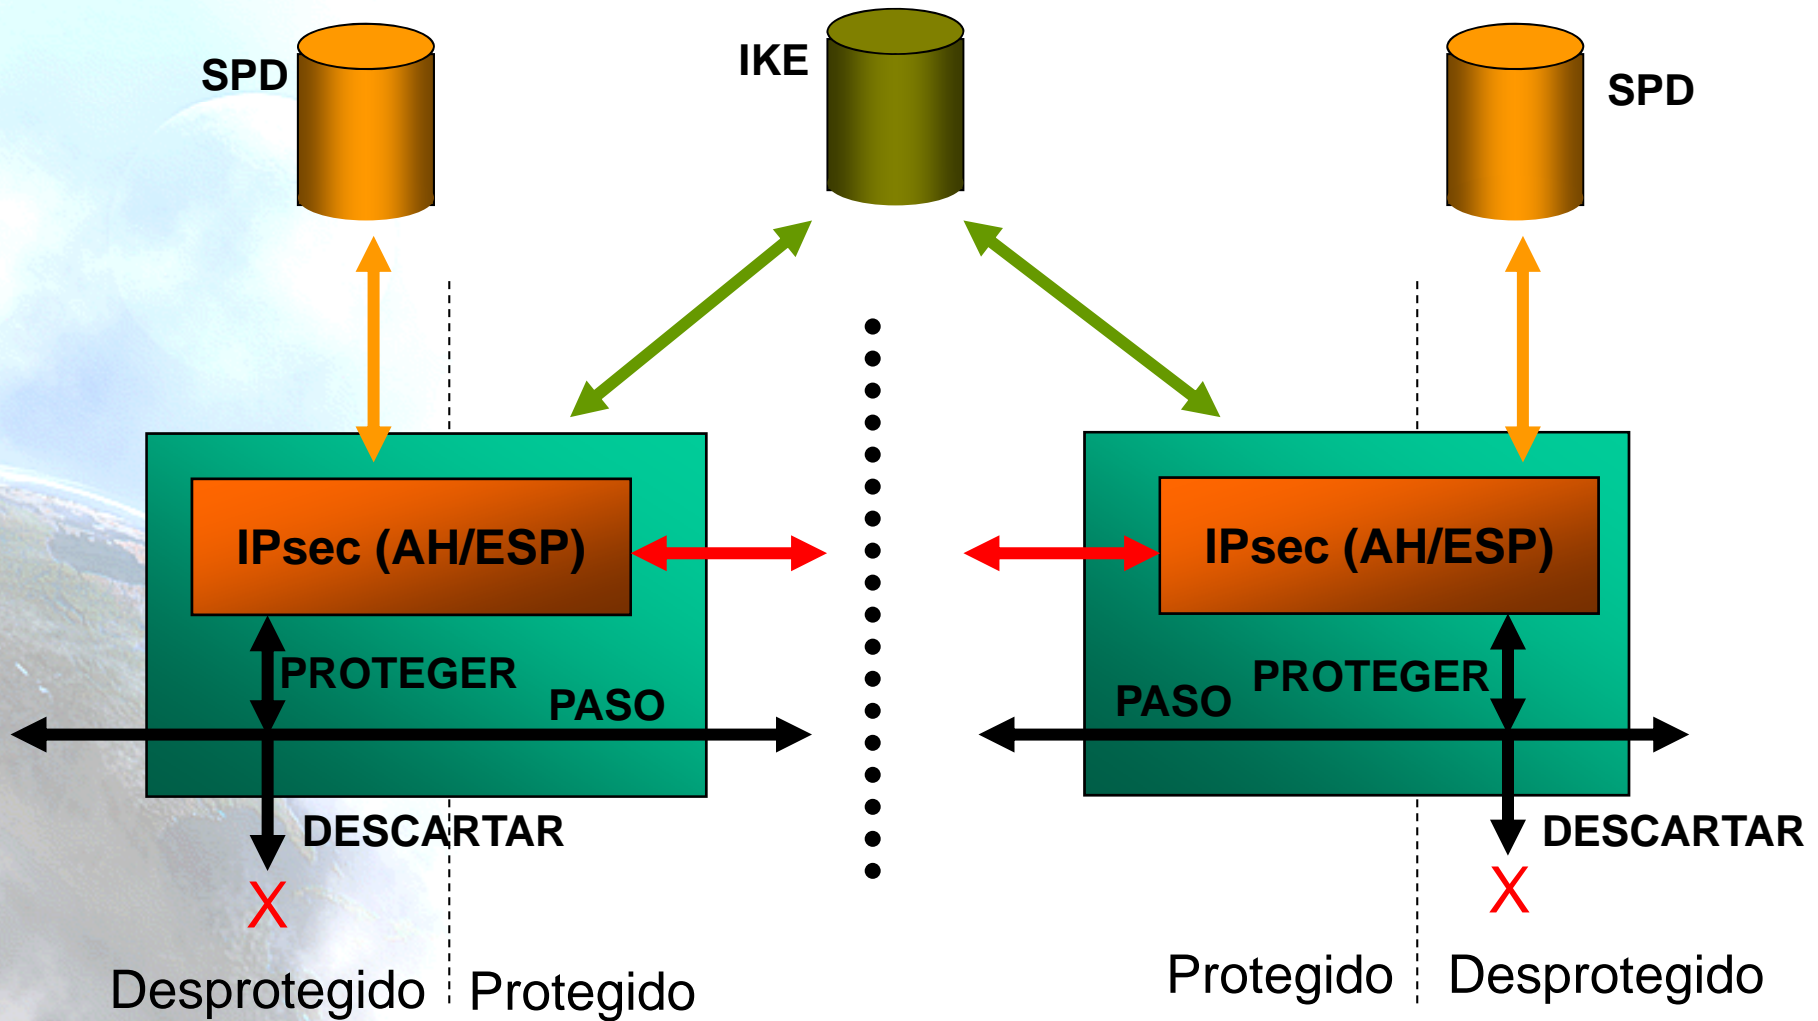 SPD
IKE
SPD
IPsec (AH/ESP)
IPsec (AH/ESP)
PROTEGER
PASO
PASO
PROTEGER
DESCARTAR
DESCARTAR
X
X
Desprotegido
Protegido
Protegido
Desprotegido